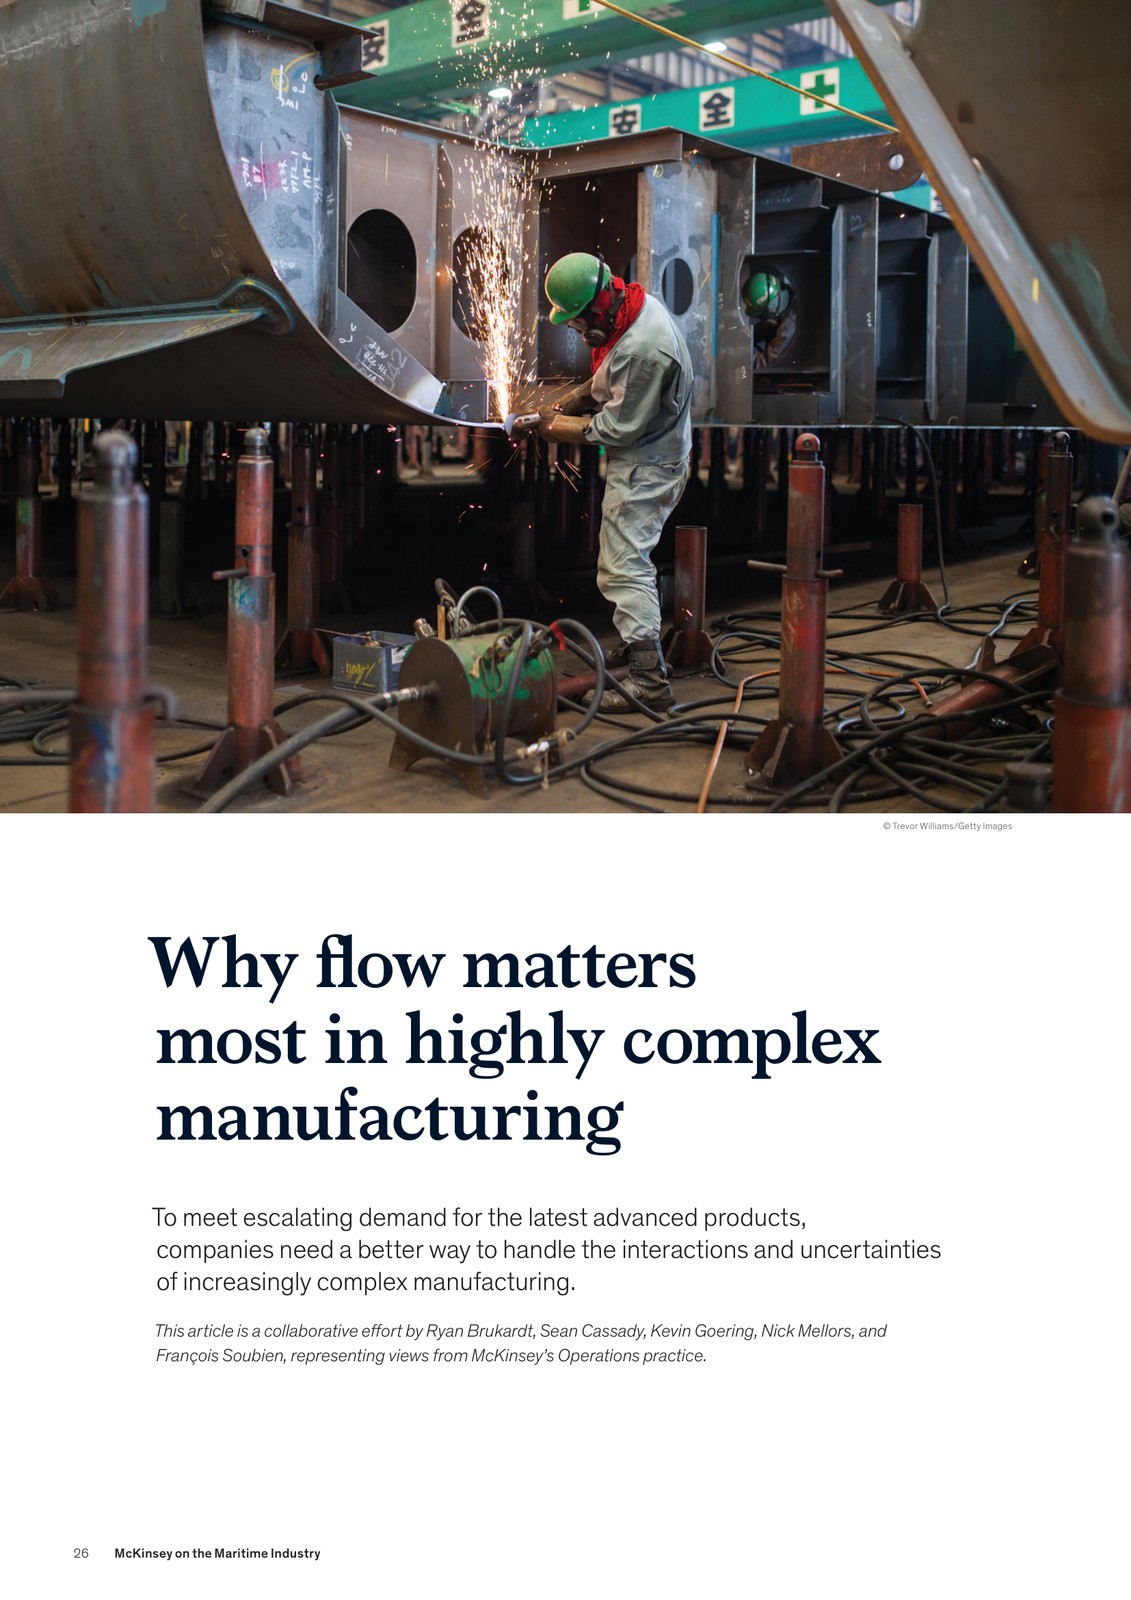 安 全
安 全
© Trevor Williams/Getty Images
Why flow matters
most in highly complex
manufacturing
To meet escalating demand for the latest advanced products,
companies need a better way to handle the interactions and uncertainties
of increasingly complex manufacturing.
This article is a collaborative effort by Ryan Brukardt, Sean Cassady, Kevin Goering, Nick Mellors, and
François Soubien, representing views from McKinsey’s Operations practice.
26 McKinsey on the Maritime Industry